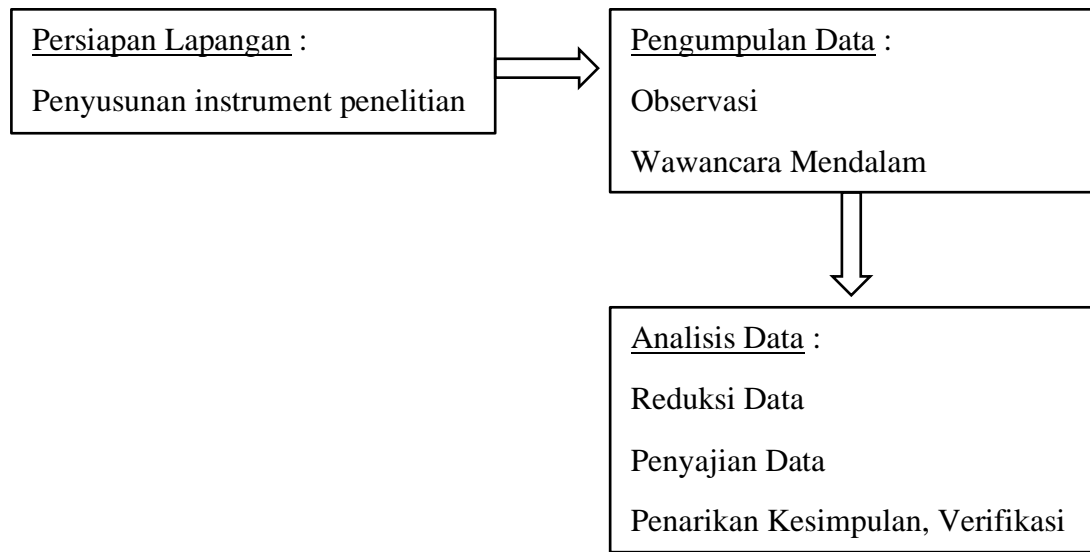 Persiapan Lapangan :
Penyusunan instrument penelitian
Pengumpulan Data :
Observasi
Wawancara Mendalam
Analisis Data :
Reduksi Data
Penyajian Data
Penarikan Kesimpulan, Verifikasi